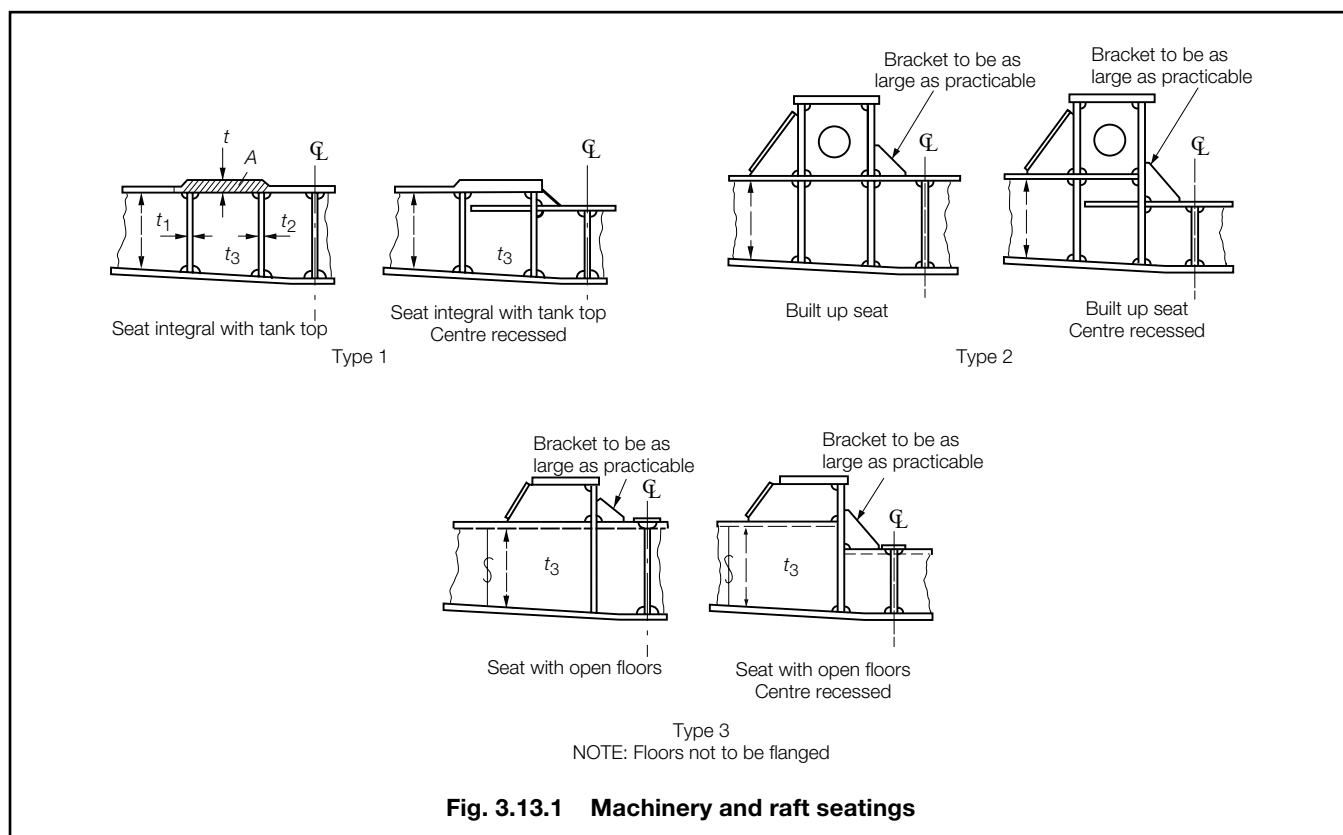 Bracket to be as
large as practicable
Bracket to be as
large as practicable
t
A
℄
℄
℄
℄
t1
t2
t3
t3
Seat integral with tank top
Seat integral with tank top
Centre recessed
Built up seat
Built up seat
Centre recessed
Type 1
Type 2
Bracket to be as
large as practicable
Bracket to be as
large as practicable
℄
℄
t3
t3
Seat with open floors
Seat with open floors
Centre recessed
Type 3
NOTE: Floors not to be flanged
Fig. 3.13.1 Machinery and raft seatings